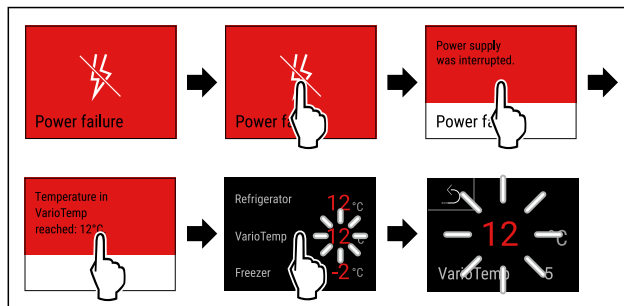 Power failure
Power fa
Power supply
was interrupted.
Power fa
Temperature in
VarioTemp
reached: 12°C
Refrigerator 12°C
VarioTemp 12°C
Freezer -2°C
12 °C
VarioTemp 5